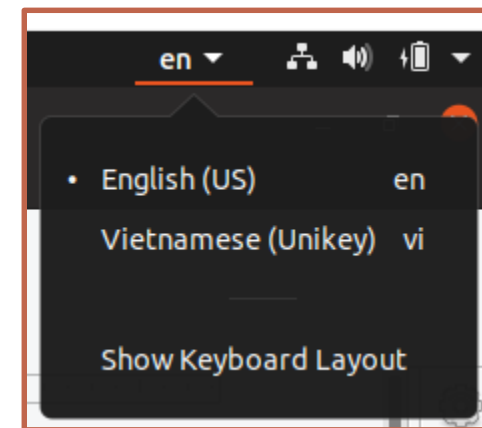 en
English (US) en
Vietnamese (Unikey) vi
Show Keyboard Layout